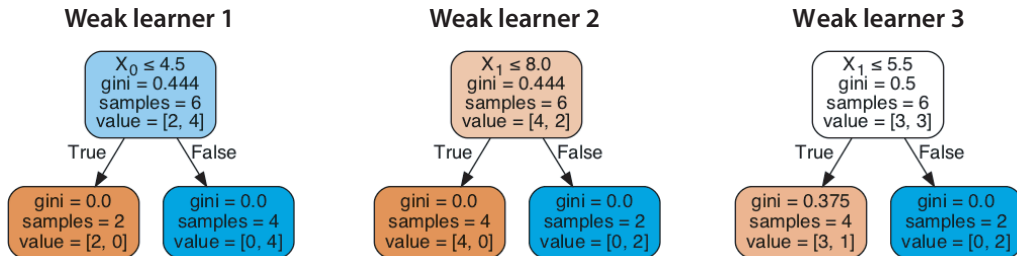 Weak learner 1
X₀ ≤ 4.5
gini = 0.444
samples = 6
value = [2, 4]
True
False
gini = 0.0
samples = 2
value = [2, 0]
gini = 0.0
samples = 4
value = [0, 4]
Weak learner 2
X₁ ≤ 8.0
gini = 0.444
samples = 6
value = [4, 2]
True
False
gini = 0.0
samples = 4
value = [4, 0]
gini = 0.0
samples = 2
value = [0, 2]
Weak learner 3
X₁ ≤ 5.5
gini = 0.5
samples = 6
value = [3, 3]
True
False
gini = 0.375
samples = 4
value = [3, 1]
gini = 0.0
samples = 2
value = [0, 2]